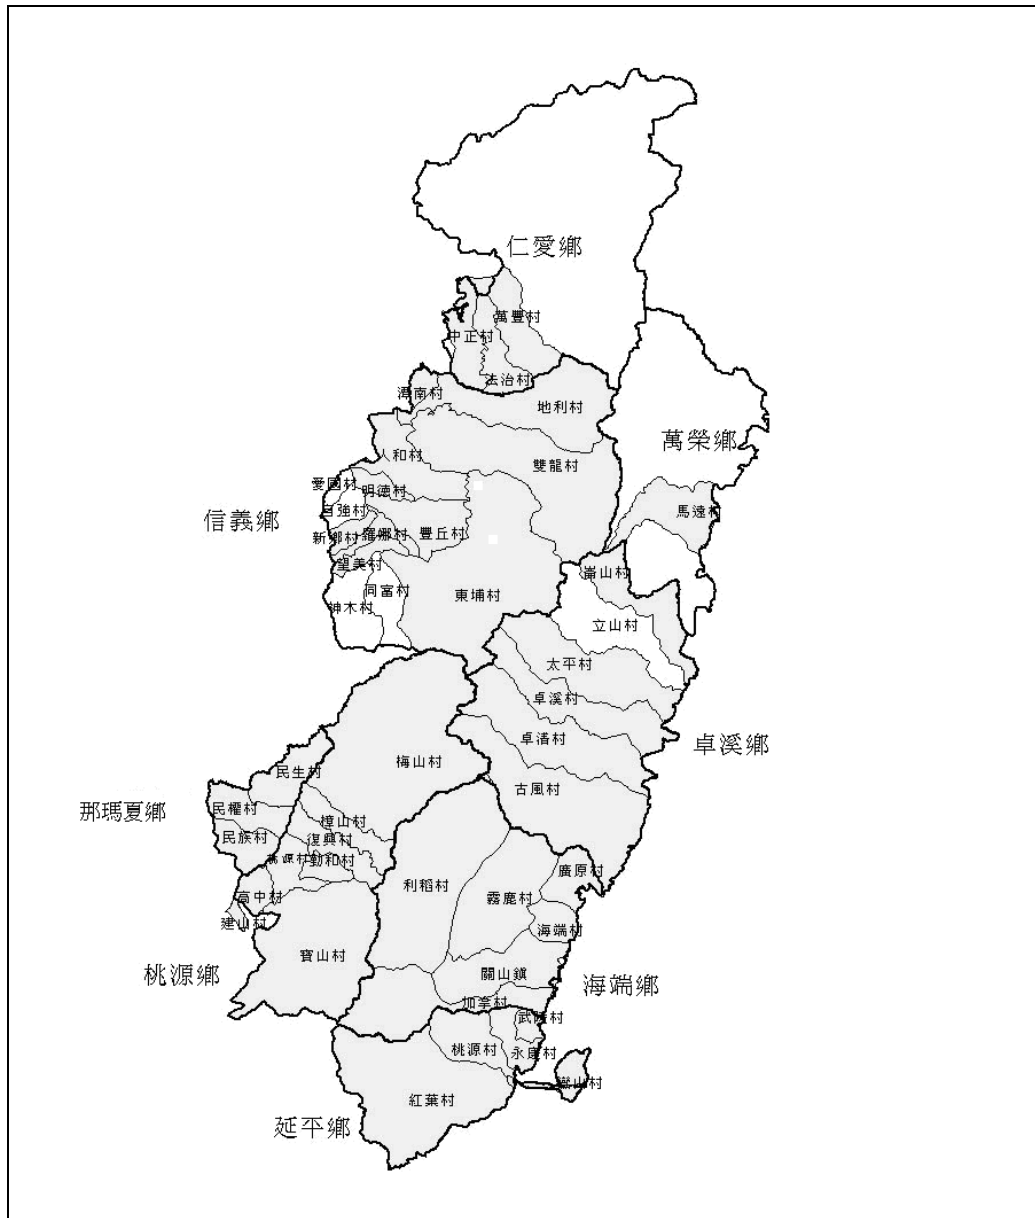 仁愛鄉
萬豐村
中正村
法治村
潭南村
地利村
萬榮鄉
人和村
雙龍村
愛國村
明德村
自強村
馬遠村
信義鄉
新鄉村
羅娜村
豐丘村
望美村
同富村
崙山村
神木村
東埔村
立山村
太平村
卓溪村
卓溪鄉
梅山村
民生村
古風村
那瑪夏鄉
民權村
民族村
樟山村
復興村
勤和村
利稻村
廣原村
高中村
霧鹿村
建山村
海端村
寶山村
桃源鄉
關山鎮
海端鄉
加拿村
武陵村
桃源村
永康村
紅葉村
延平鄉